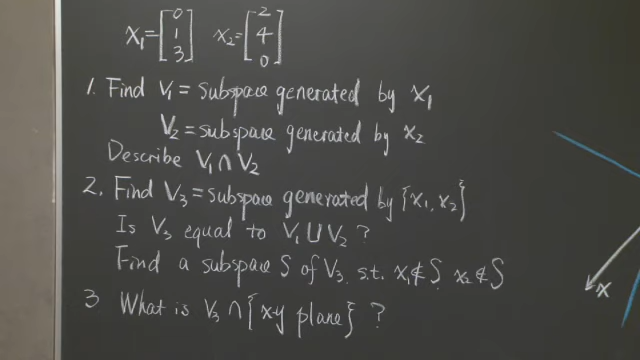 x₁ = [0 1 3] x₂ = [2 4 0]
1. Find V₁ = subspace generated by x₁
V₂ = subspace generated by x₂
Describe V₁ ∩ V₂
2. Find V₃ = subspace generated by {x₁, x₂}
Is V₃ equal to V₁ ∪ V₂ ?
Find a subspace S of V₃ s.t. x₁ ∉ S, x₂ ∉ S
3 What is V₃ ∩ {xy plane} ?
x